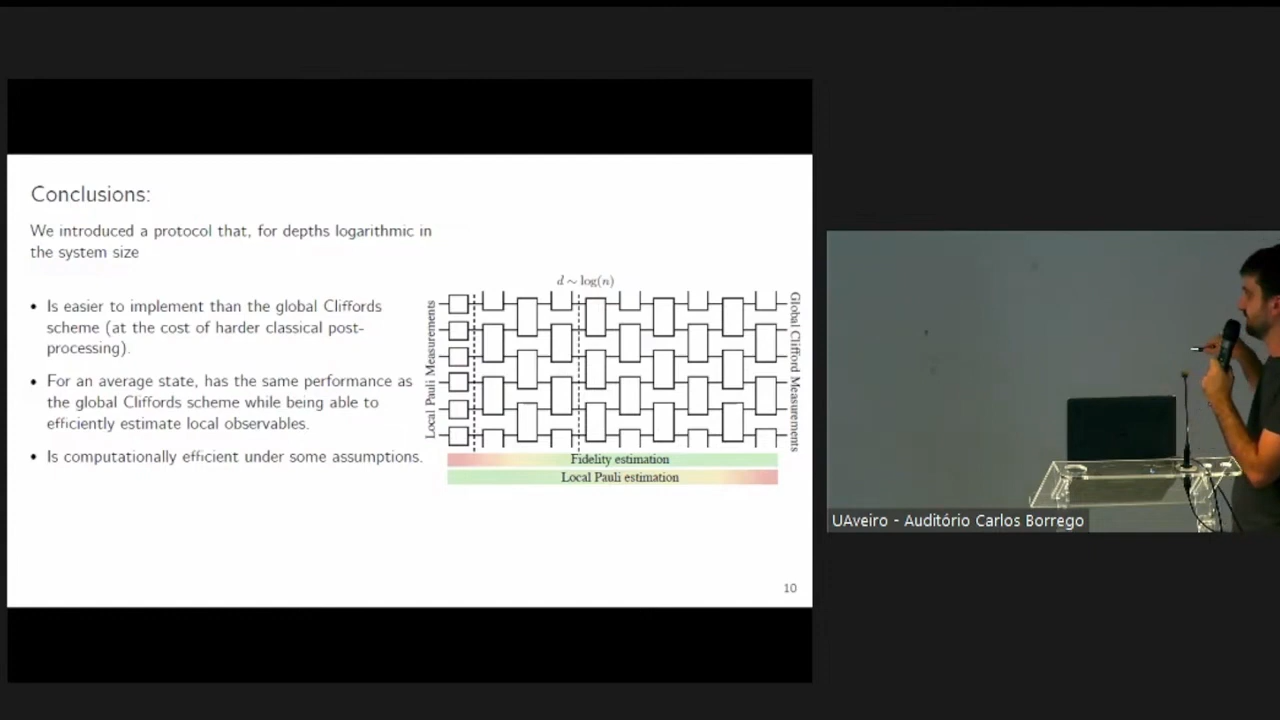 Conclusions:
We introduced a protocol that, for depths logarithmic in
the system size
• Is easier to implement than the global Cliffords
scheme (at the cost of harder classical post-
processing).
• For an average state, has the same performance as
the global Cliffords scheme while being able to
efficiently estimate local observables.
• Is computationally efficient under some assumptions.
d ∼ log(n)
Local Pauli Measurements
Global Clifford Measurements
Fidelity estimation
Local Pauli estimation
10
UAveiro - Auditório Carlos Borrego